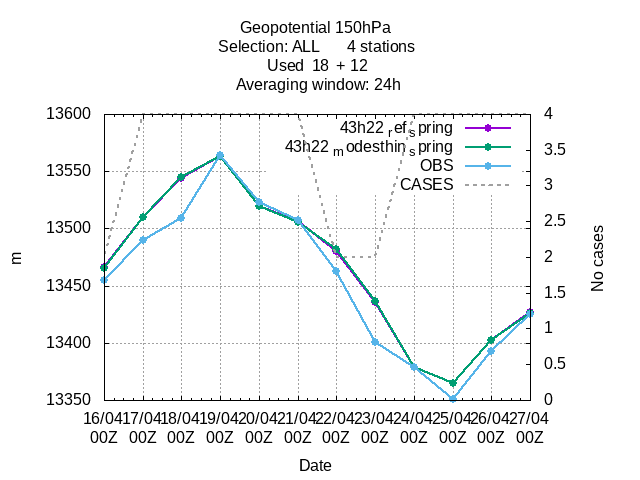 Geopotential 150hPa
Selection: ALL 4 stations
Used 18 + 12
Averaging window: 24h
13600
13550
13500
13450
13400
13350
4
3.5
3
2.5
2
1.5
1
0.5
0
43h22 refspring
43h22 modesthinspring
OBS
CASES
m
No cases
16/04 17/04 18/04 19/04 20/04 21/04 22/04 23/04 24/04 25/04 26/04 27/04
00Z 00Z 00Z 00Z 00Z 00Z 00Z 00Z 00Z 00Z 00Z 00Z
Date